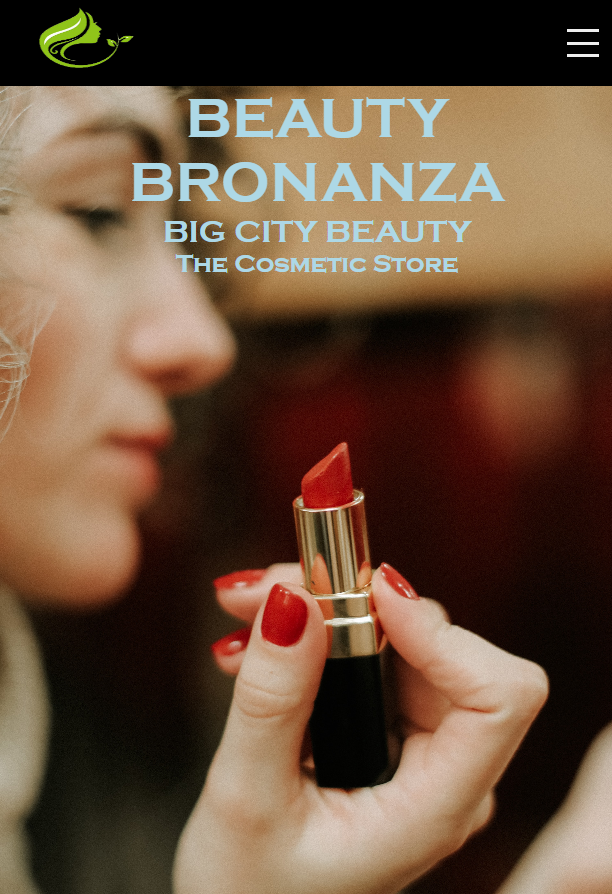 BEAUTY
BRONANZA
BIG CITY BEAUTY
The Cosmetic Store